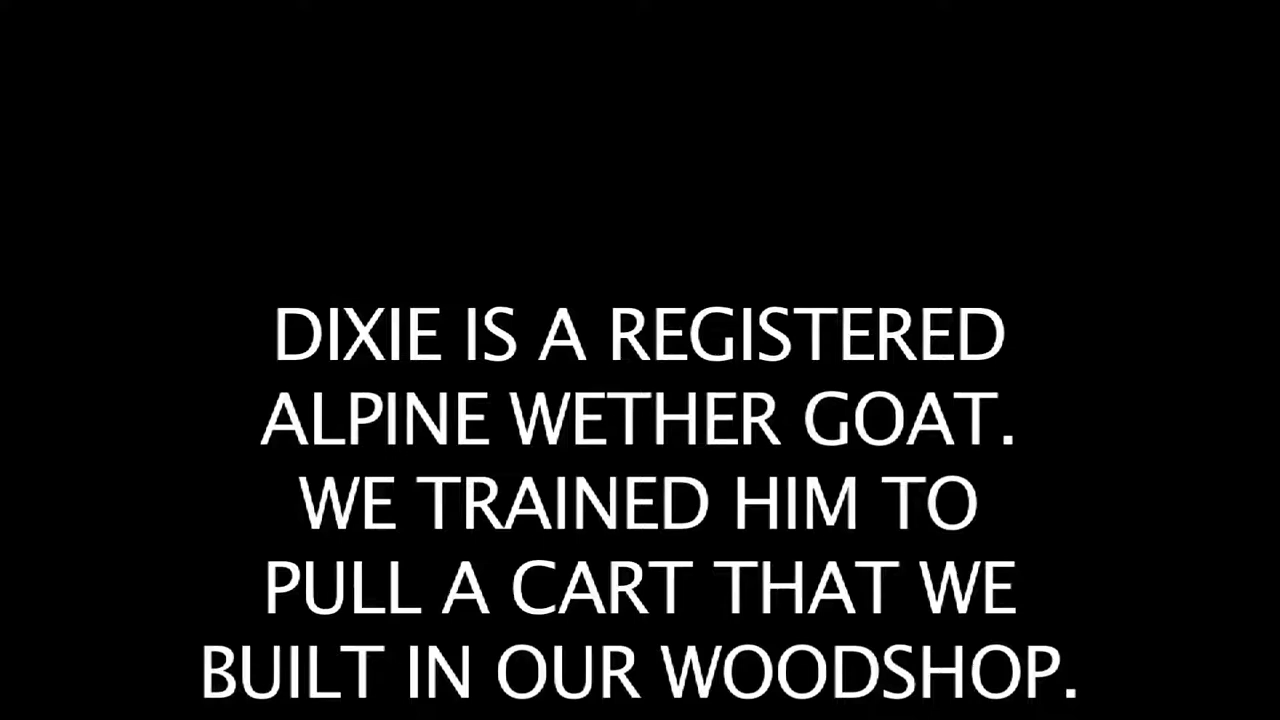 DIXIE IS A REGISTERED
ALPINE WETHER GOAT.
WE TRAINED HIM TO
PULL A CART THAT WE
BUILT IN OUR WOODSHOP.